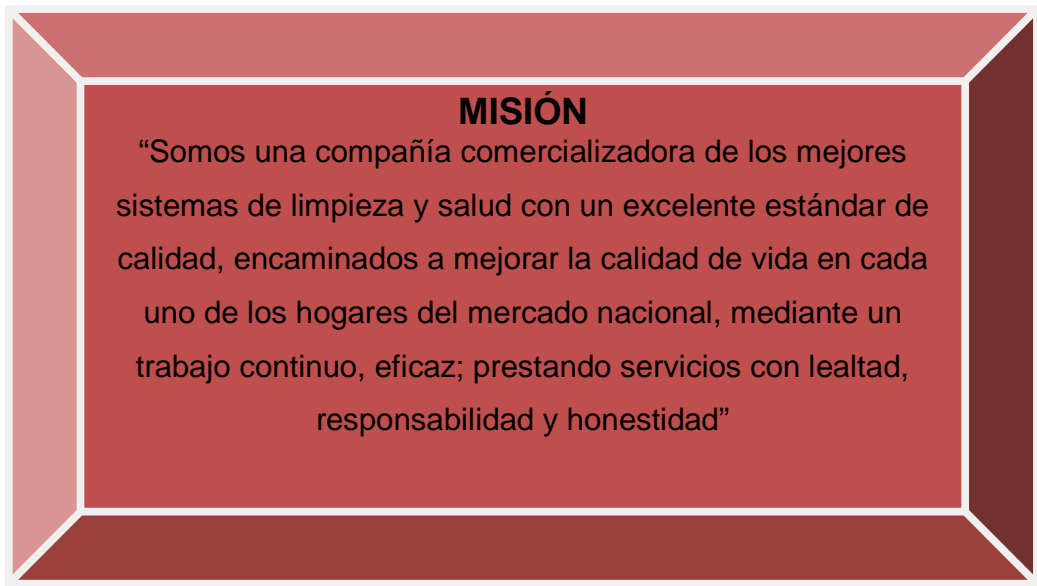 MISIÓN
“Somos una compañía comercializadora de los mejores
sistemas de limpieza y salud con un excelente estándar de
calidad, encaminados a mejorar la calidad de vida en cada
uno de los hogares del mercado nacional, mediante un
trabajo continuo, eficaz; prestando servicios con lealtad,
responsabilidad y honestidad”